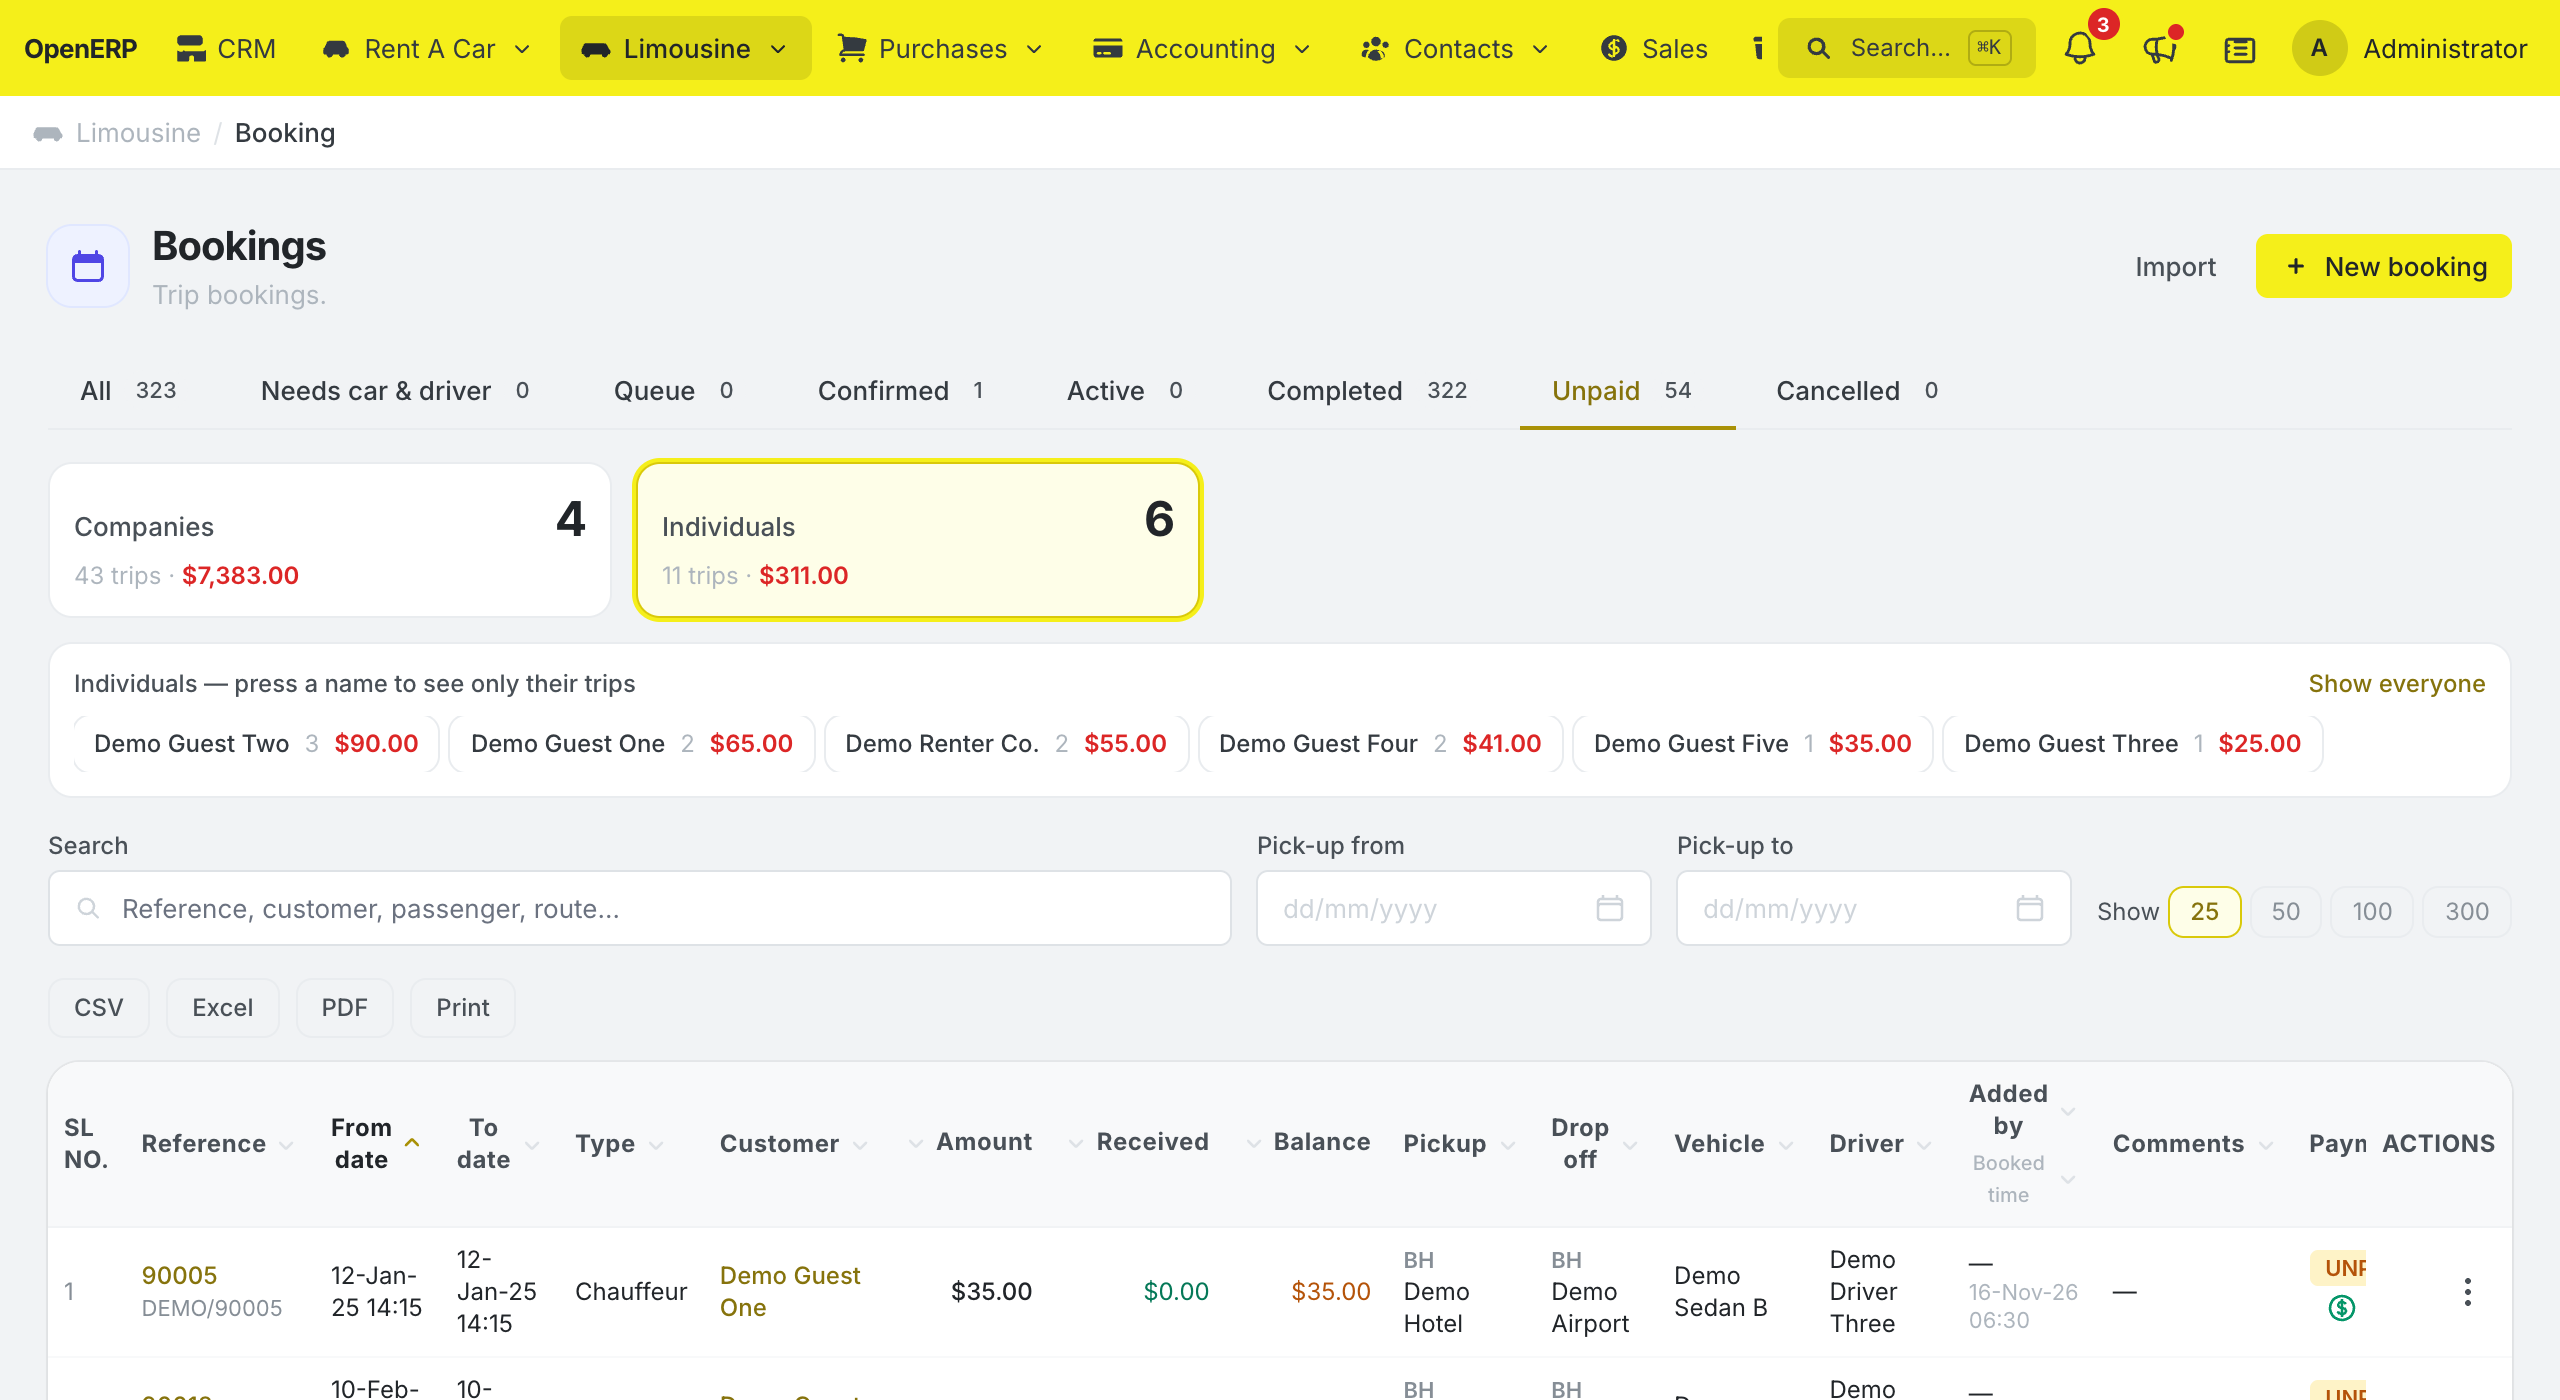 OpenERP CRM Rent A Car Limousine Purchases Accounting Contacts Sales Search... ⌘K 3 A Administrator
Limousine / Booking
Bookings
Trip bookings.
Import + New booking
All 323 Needs car & driver 0 Queue 0 Confirmed 1 Active 0 Completed 322 Unpaid 54 Cancelled 0
Companies 4
43 trips · $7,383.00
Individuals 6
11 trips · $311.00
Individuals — press a name to see only their trips Show everyone
Demo Guest Two 3 $90.00 Demo Guest One 2 $65.00 Demo Renter Co. 2 $55.00 Demo Guest Four 2 $41.00 Demo Guest Five 1 $35.00 Demo Guest Three 1 $25.00
Search Pick-up from Pick-up to
Reference, customer, passenger, route... dd/mm/yyyy dd/mm/yyyy Show 25 50 100 300
CSV Excel PDF Print
SL NO. Reference From date To date Type Customer Amount Received Balance Pickup Drop off Vehicle Driver Added by Booked time Comments Paym ACTIONS
1 90005 DEMO/90005 12-Jan-25 14:15 12-Jan-25 14:15 Chauffeur Demo Guest One $35.00 $0.00 $35.00 BH Demo Hotel BH Demo Airport Demo Sedan B Demo Driver Three — 16-Nov-26 06:30 — UNP
10-Feb- 10- BH BH Demo —